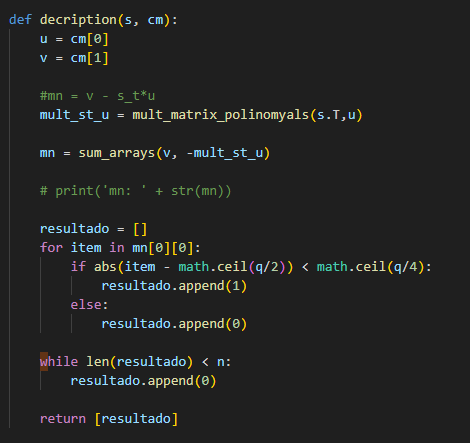 def decription(s, cm):
    u = cm[0]
    v = cm[1]

    #mn = v - s_t*u
    mult_st_u = mult_matrix_polinomyals(s.T,u)

    mn = sum_arrays(v, -mult_st_u)

    # print('mn: ' + str(mn))

    resultado = []
    for item in mn[0][0]:
        if abs(item - math.ceil(q/2)) < math.ceil(q/4):
            resultado.append(1)
        else:
            resultado.append(0)

    while len(resultado) < n:
        resultado.append(0)

    return [resultado]